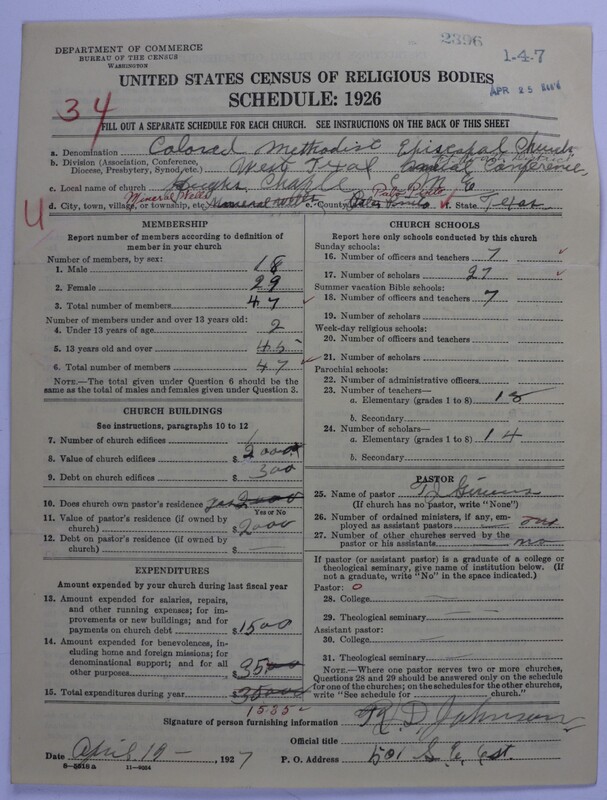 2396
1-4-7
APR 25
34
DEPARTMENT OF COMMERCE
BUREAU OF THE CENSUS
WASHINGTON
UNITED STATES CENSUS OF RELIGIOUS BODIES
SCHEDULE: 1926
FILL OUT A SEPARATE SCHEDULE FOR EACH CHURCH. SEE INSTRUCTIONS ON THE BACK OF THIS SHEET
a. Denomination Colored Methodist Episcopal Church
b. Division (Association, Conference, Diocese, Presbytery, Synod, etc.) West Texas Conference
c. Local name of church Chaple C M E
Mineral Wells Palo Pinto
d. City, town, village, or township, etc. Mineral Wells e. County Palo Pinto f. State Texas
MEMBERSHIP
Report number of members according to definition of member in your church
Number of members, by sex:
1. Male 18
2. Female 29
3. Total number of members 47
Number of members under and over 13 years old:
4. Under 13 years of age 2
5. 13 years old and over 45
6. Total number of members 47
NOTE.—The total given under Question 6 should be the same as the total of males and females given under Question 3.
CHURCH BUILDINGS
See instructions, paragraphs 10 to 12
7. Number of church edifices 1
8. Value of church edifices $ 2000
9. Debt on church edifices $ 300
10. Does church own pastor's residence yes 2000
Yes or No
11. Value of pastor's residence (if owned by church) $ 2000
12. Debt on pastor's residence (if owned by church) $
EXPENDITURES
Amount expended by your church during last fiscal year
13. Amount expended for salaries, repairs, and other running expenses; for improvements or new buildings; and for payments on church debt $ 1500
14. Amount expended for benevolences, including home and foreign missions; for denominational support; and for all other purposes $ 3500
15. Total expenditures during year $
1535
CHURCH SCHOOLS
Report here only schools conducted by this church
Sunday schools:
16. Number of officers and teachers 7
17. Number of scholars 27
Summer vacation Bible schools:
18. Number of officers and teachers 7
19. Number of scholars
Week-day religious schools:
20. Number of officers and teachers
21. Number of scholars
Parochial schools:
22. Number of administrative officers
23. Number of teachers—
a. Elementary (grades 1 to 8) 18
b. Secondary
24. Number of scholars—
a. Elementary (grades 1 to 8) 14
b. Secondary
PASTOR
25. Name of pastor
(If church has no pastor, write "None")
26. Number of ordained ministers, if any, employed as assistant pastors
27. Number of other churches served by the pastor or his assistants no
If pastor (or assistant pastor) is a graduate of a college or theological seminary, give name of institution below. (If not a graduate, write "No" in the space indicated.)
Pastor: 0
28. College
29. Theological seminary
Assistant pastor:
30. College
31. Theological seminary
NOTE.—Where one pastor serves two or more churches, Questions 28 and 29 should be answered only on the schedule for one of the churches; on the schedules for the other churches, write "See schedule for church."
Signature of person furnishing information R. D. Johnson
Official title
Date April 19 -, 1927 P. O. Address 501 S. E. 6st.
8—5518a 11—9054